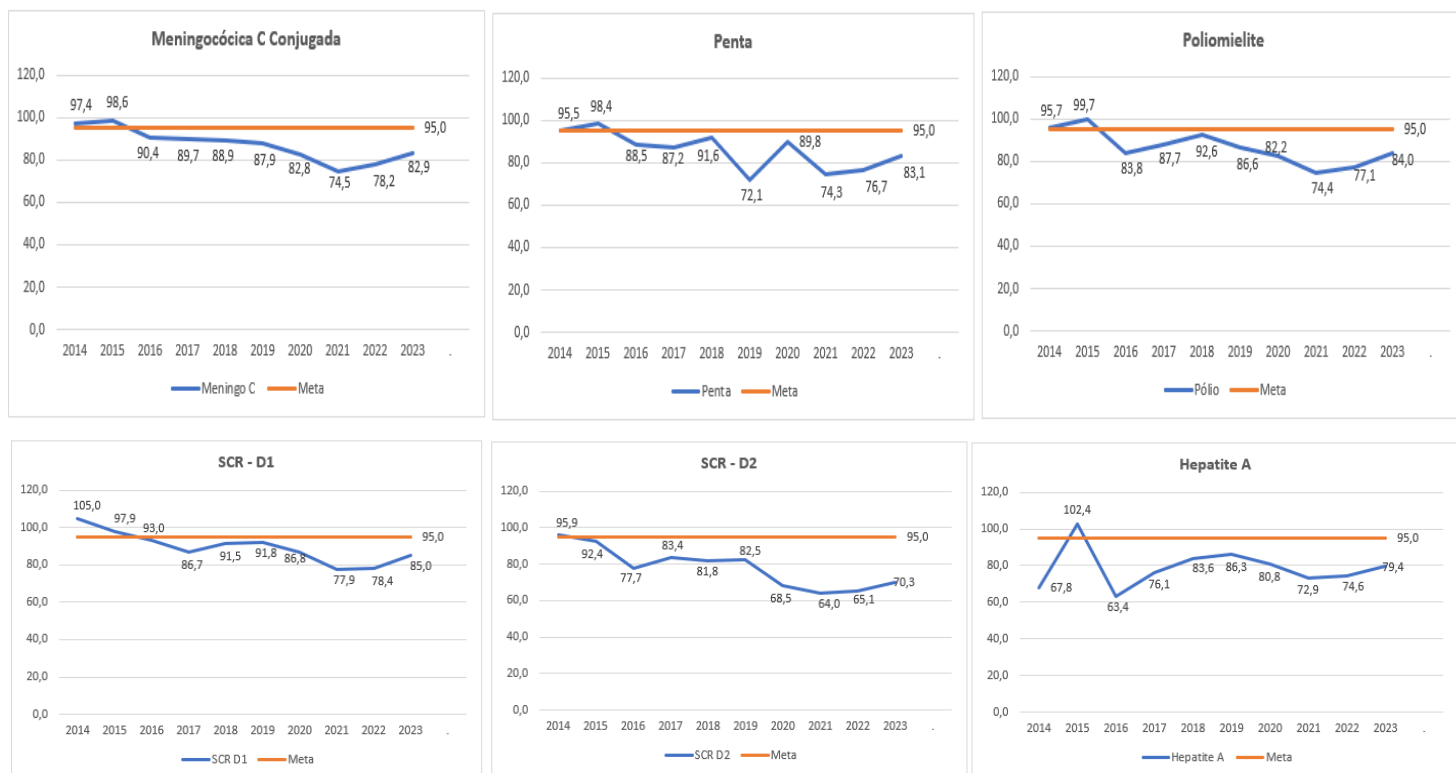 Meningocócica C Conjugada
120,0
100,0
80,0
60,0
40,0
20,0
0,0
97,4 98,6 90,4 89,7 88,9 87,9 82,8 74,5 78,2 82,9
95,0
2014 2015 2016 2017 2018 2019 2020 2021 2022 2023 .
Meningo C Meta
Penta
120,0
100,0
80,0
60,0
40,0
20,0
0,0
95,5 98,4 88,5 87,2 91,6 72,1 89,8 74,3 76,7 83,1
95,0
2014 2015 2016 2017 2018 2019 2020 2021 2022 2023 .
Penta Meta
Poliomielite
120,0
100,0
80,0
60,0
40,0
20,0
0,0
95,7 99,7 83,8 87,7 92,6 86,6 82,2 74,4 77,1 84,0
95,0
2014 2015 2016 2017 2018 2019 2020 2021 2022 2023 .
Pólio Meta
SCR - D1
120,0
100,0
80,0
60,0
40,0
20,0
0,0
105,0 97,9 93,0 86,7 91,5 91,8 86,8 77,9 78,4 85,0
95,0
2014 2015 2016 2017 2018 2019 2020 2021 2022 2023 .
SCR D1 Meta
SCR - D2
120,0
100,0
80,0
60,0
40,0
20,0
0,0
95,9 92,4 77,7 83,4 81,8 82,5 68,5 64,0 65,1 70,3
95,0
2014 2015 2016 2017 2018 2019 2020 2021 2022 2023 .
SCR D2 Meta
Hepatite A
120,0
100,0
80,0
60,0
40,0
20,0
0,0
67,8 102,4 63,4 76,1 83,6 86,3 80,8 72,9 74,6 79,4
95,0
2014 2015 2016 2017 2018 2019 2020 2021 2022 2023 .
Hepatite A Meta